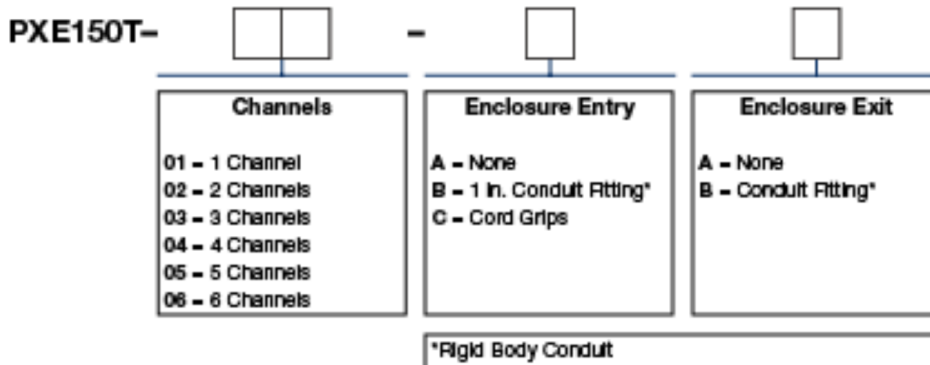 PXE150T- -
Channels
01 – 1 Channel
02 – 2 Channels
03 – 3 Channels
04 – 4 Channels
05 – 5 Channels
06 – 6 Channels
Enclosure Entry
A – None
B – 1 in. Conduit Fitting*
C – Cord Grips
Enclosure Exit
A – None
B – Conduit Fitting*
*Rigid Body Conduit